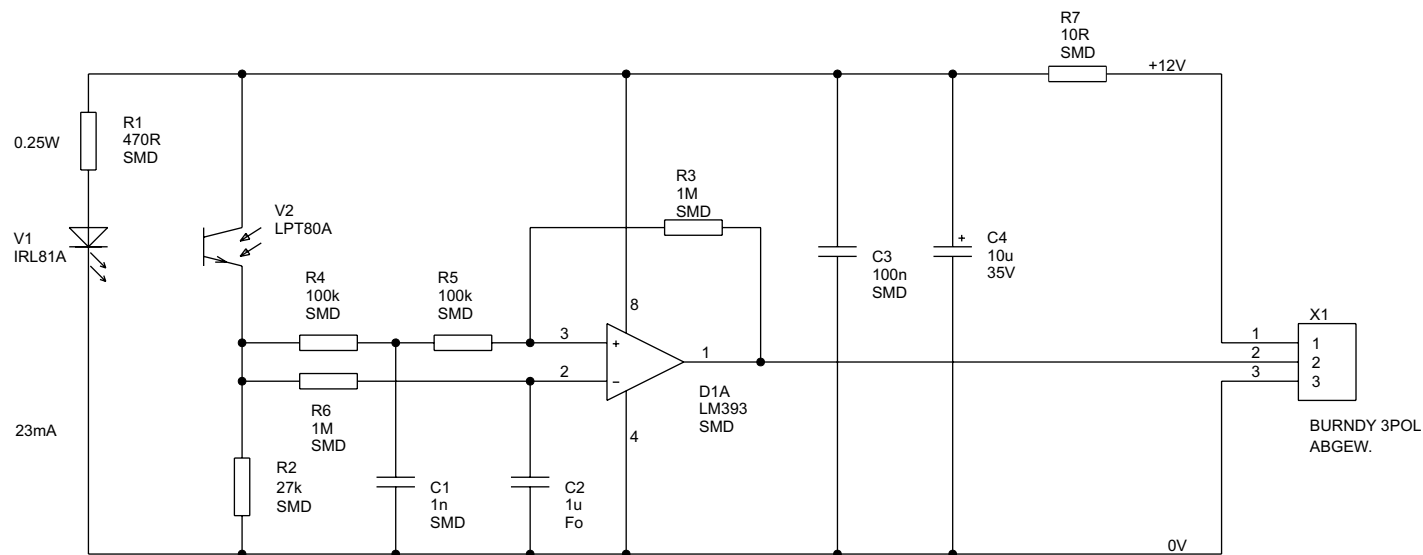 R7
10R
SMD
+12V
0.25W
R1
470R
SMD
V1
IRL81A
V2
LPT80A
R3
1M
SMD
R4
100k
SMD
R5
100k
SMD
8
3
+
2
−
1
4
D1A
LM393
SMD
C3
100n
SMD
+
C4
10u
35V
X1
1
2
3
1
2
3
BURNDY 3POL
ABGEW.
R6
1M
SMD
23mA
R2
27k
SMD
C1
1n
SMD
C2
1u
Fo
0V